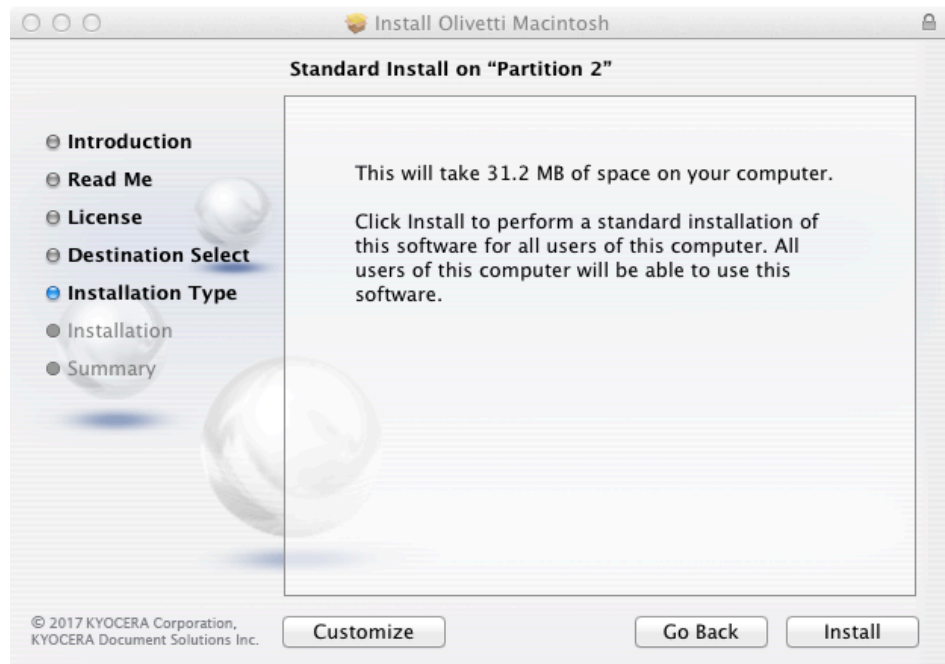 Install Olivetti Macintosh
Standard Install on “Partition 2”
Introduction
Read Me
License
Destination Select
Installation Type
Installation
Summary
This will take 31.2 MB of space on your computer.
Click Install to perform a standard installation of
this software for all users of this computer. All
users of this computer will be able to use this
software.
© 2017 KYOCERA Corporation,
KYOCERA Document Solutions Inc.
Customize
Go Back
Install